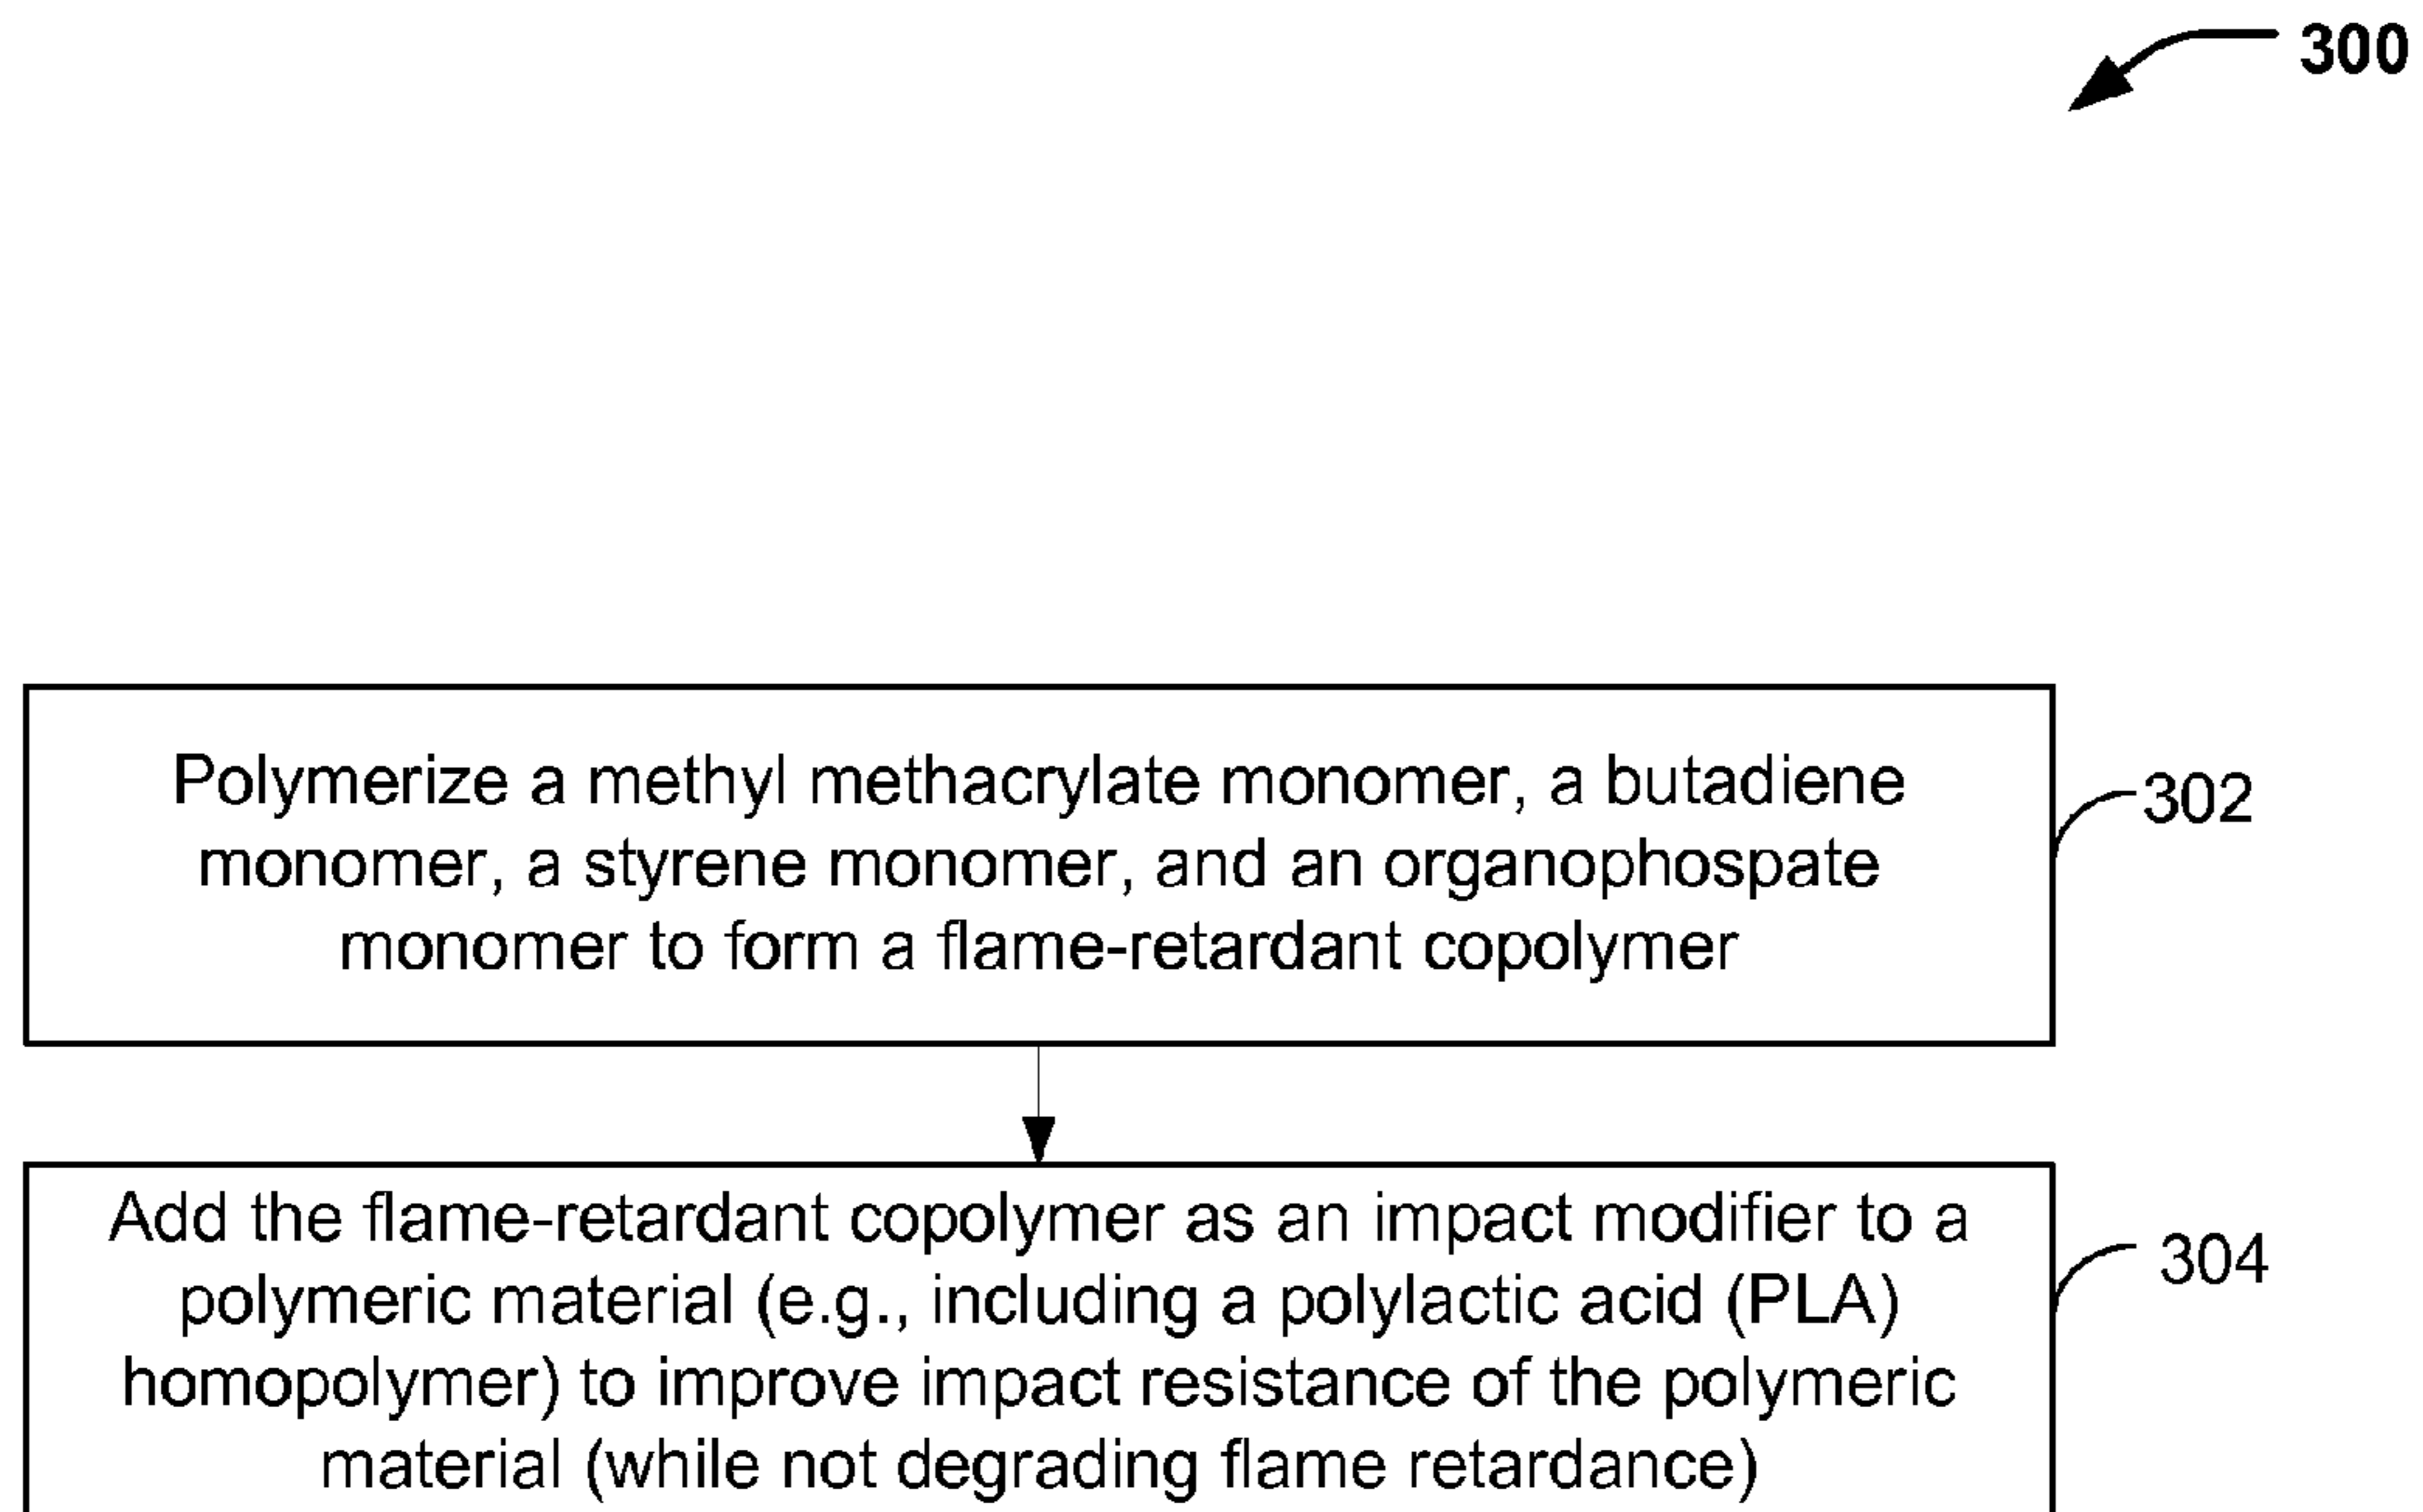 300
Polymerize a methyl methacrylate monomer, a butadiene
monomer, a styrene monomer, and an organophospate
monomer to form a flame-retardant copolymer
302
Add the flame-retardant copolymer as an impact modifier to a
polymeric material (e.g., including a polylactic acid (PLA)
homopolymer) to improve impact resistance of the polymeric
material (while not degrading flame retardance)
304